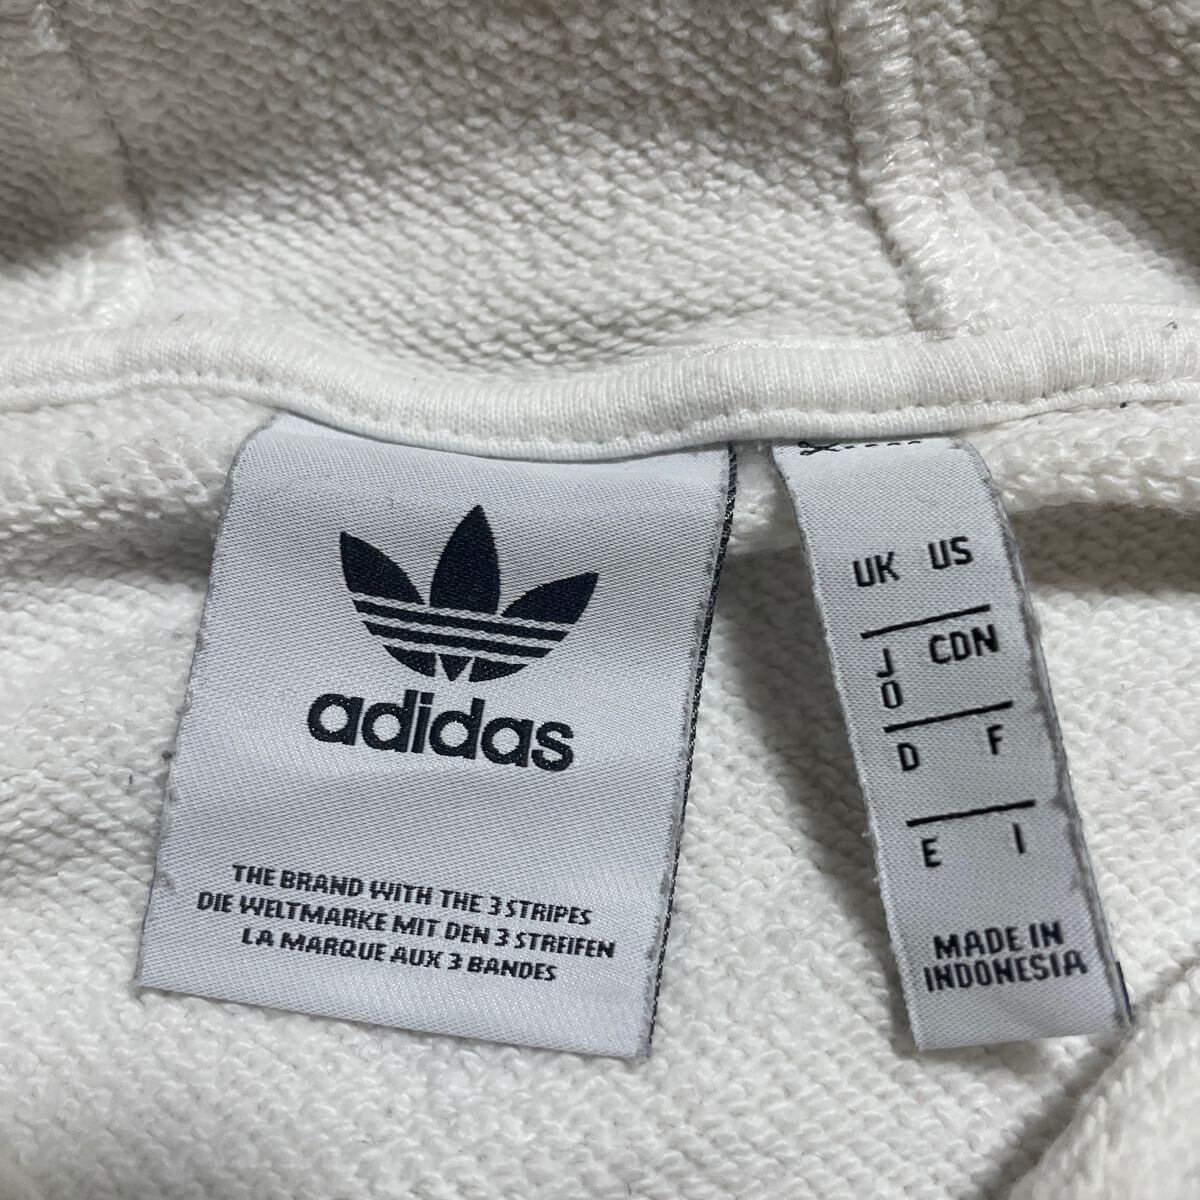 adidas
THE BRAND WITH THE 3 STRIPES
DIE WELTMARKE MIT DEN 3 STREIFEN
LA MARQUE AUX 3 BANDES
UK US
J CDN
O
D F
E I
MADE IN
INDONESIA